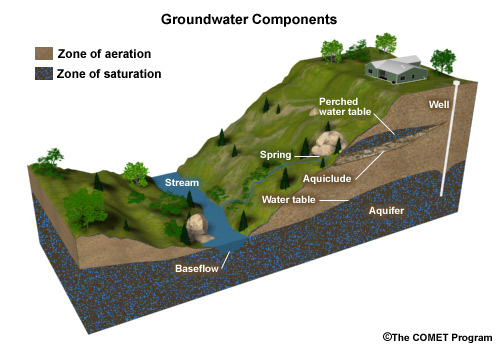 Groundwater Components
Zone of aeration
Zone of saturation
Perched
water table
Well
Spring
Stream
Aquiclude
Water table
Aquifer
Baseflow
©The COMET Program